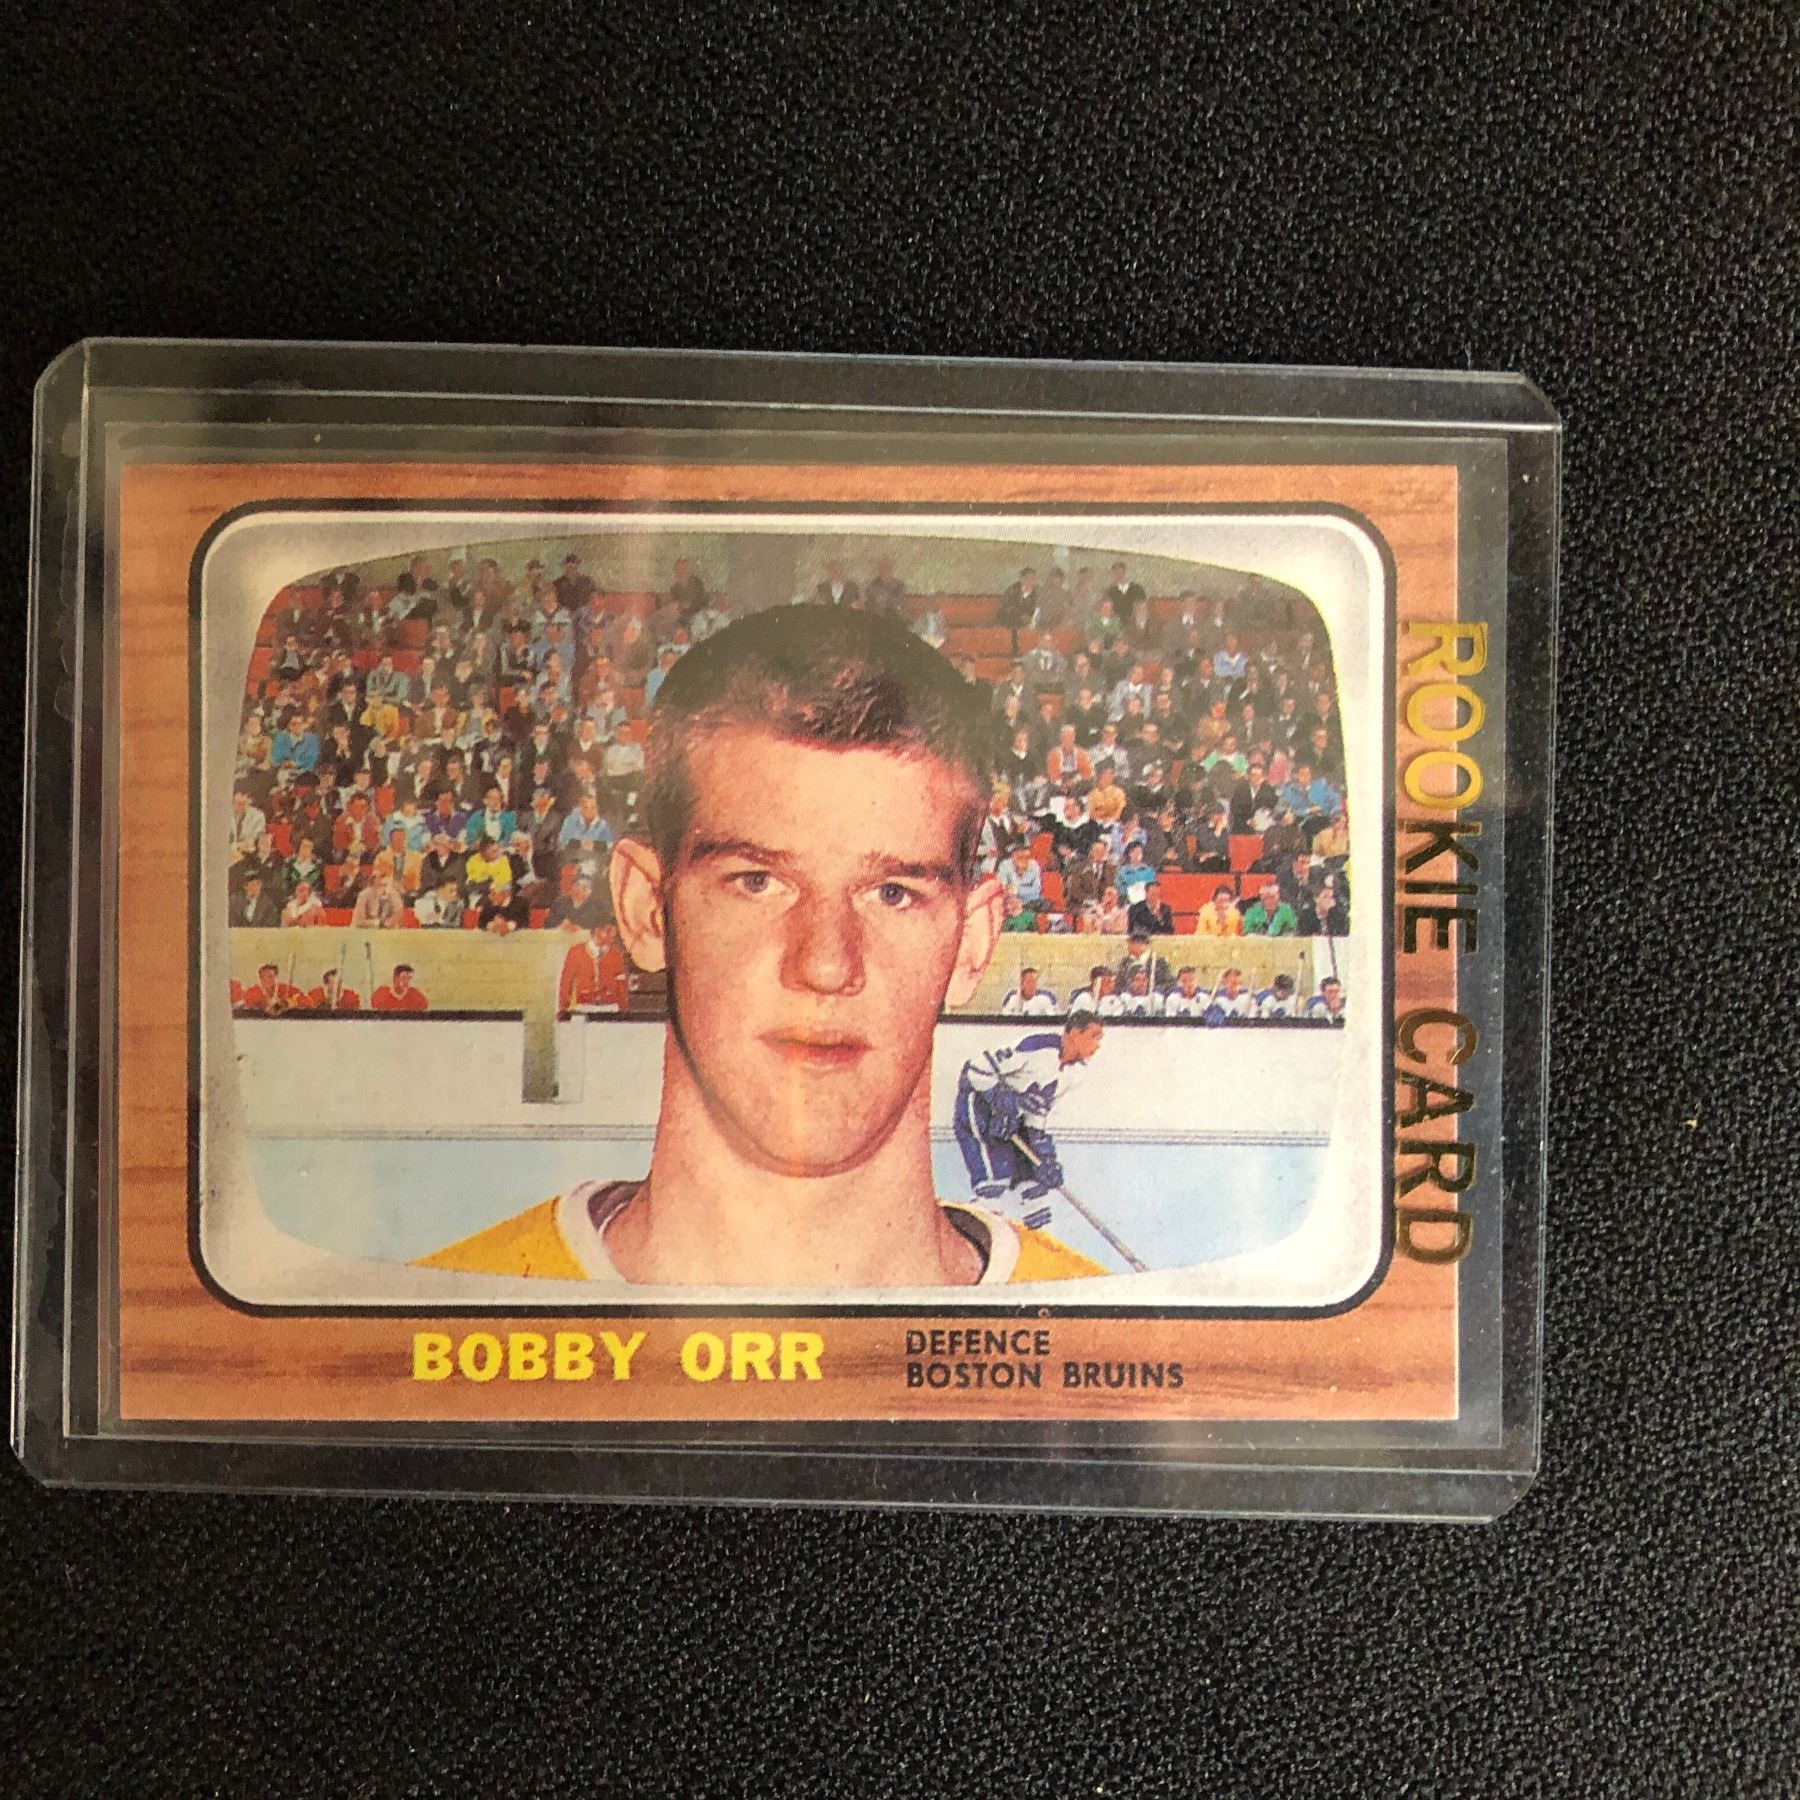 BOBBY ORR
DEFENCE
BOSTON BRUINS
ROOKIE CARD